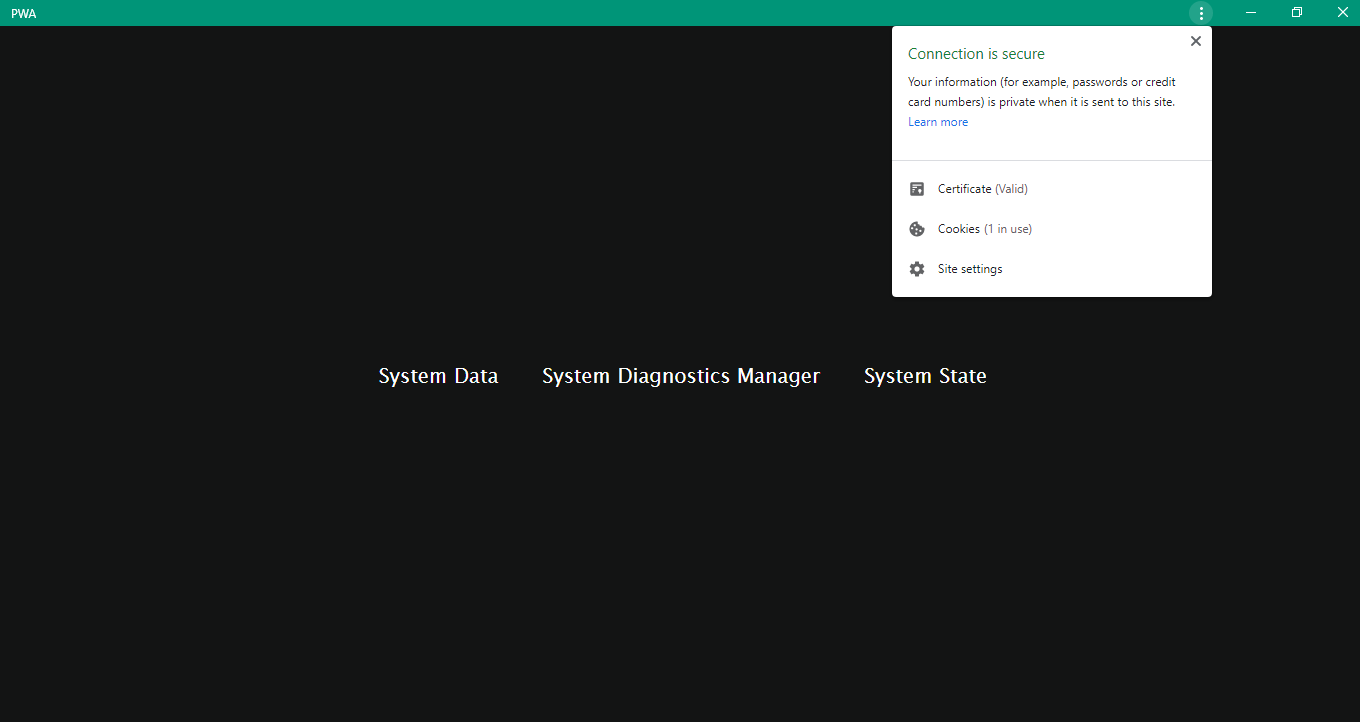 PWA
Connection is secure
Your information (for example, passwords or credit
card numbers) is private when it is sent to this site.
Learn more
Certificate (Valid)
Cookies (1 in use)
Site settings
System Data System Diagnostics Manager System State